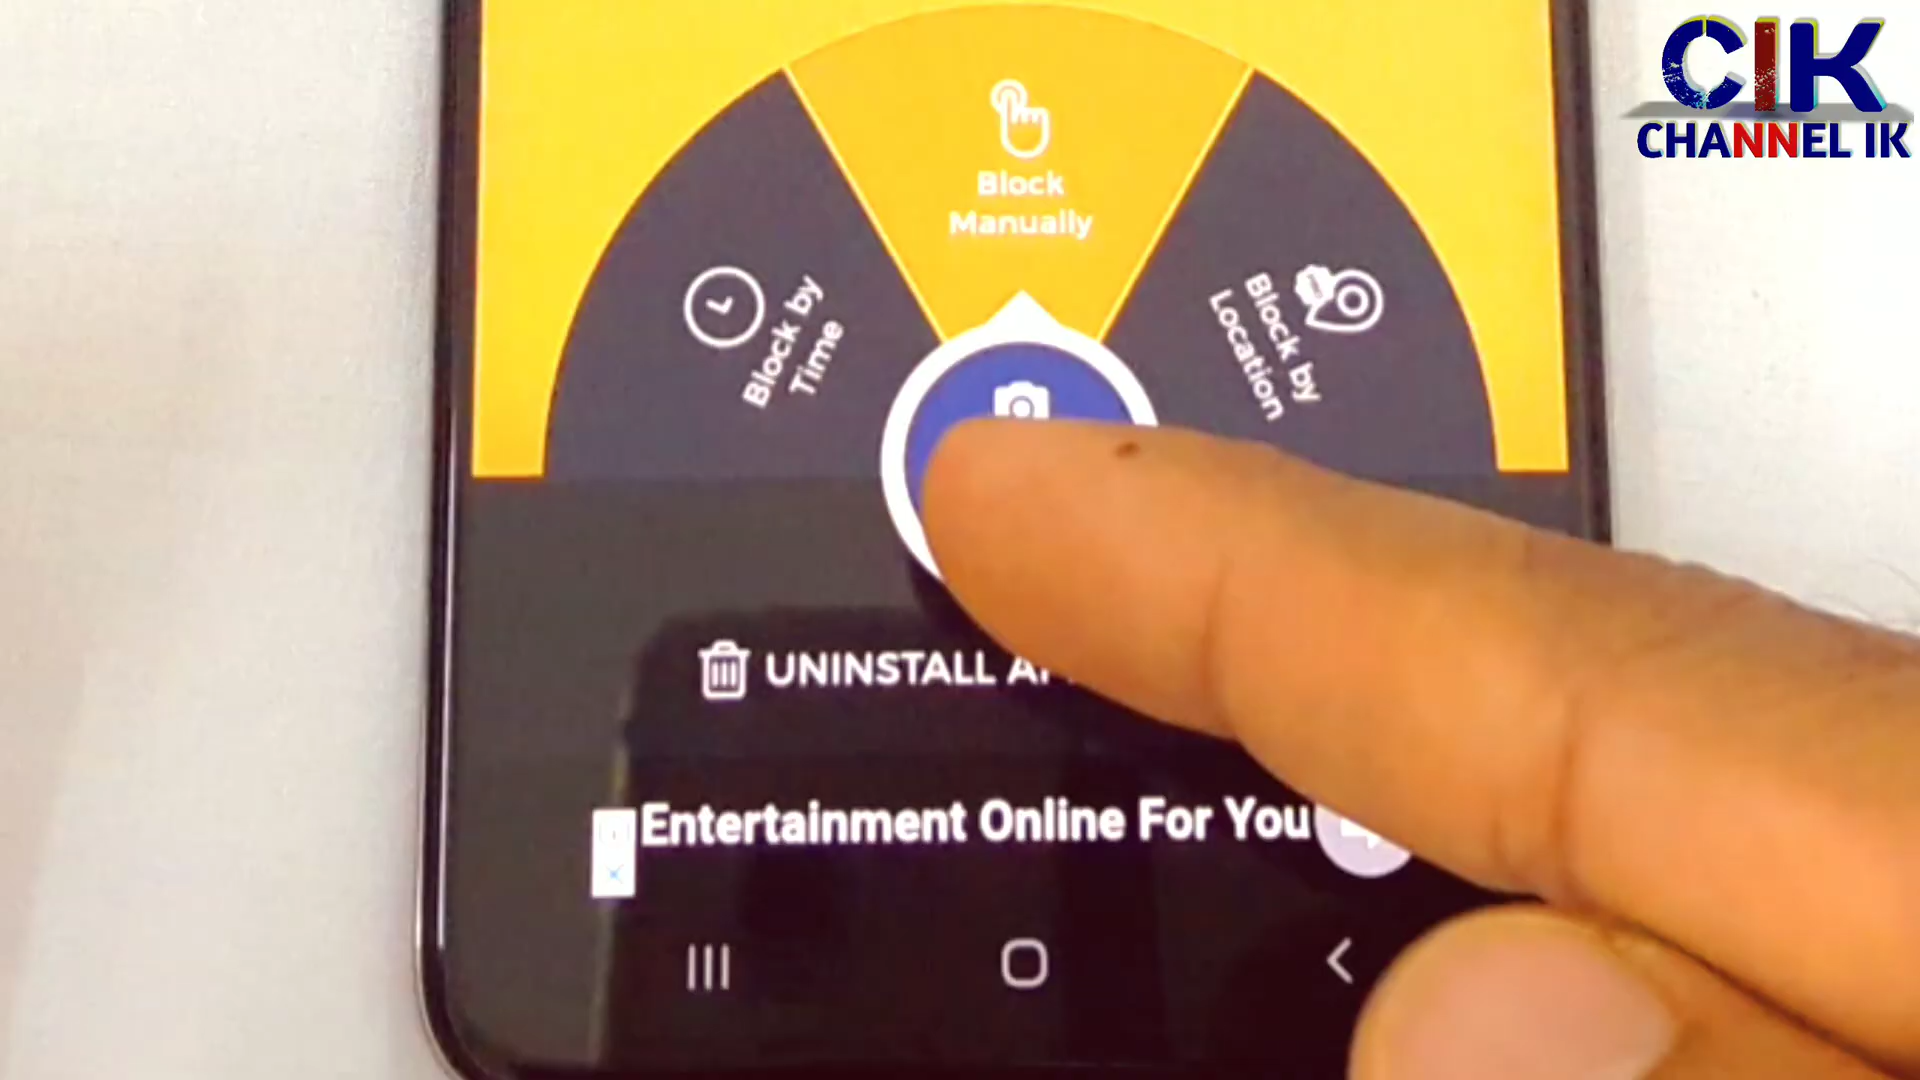 CIK
CHANNEL IK
Block
Manually
Block by
Time
Block by
Location
UNINSTALL
Entertainment Online For You